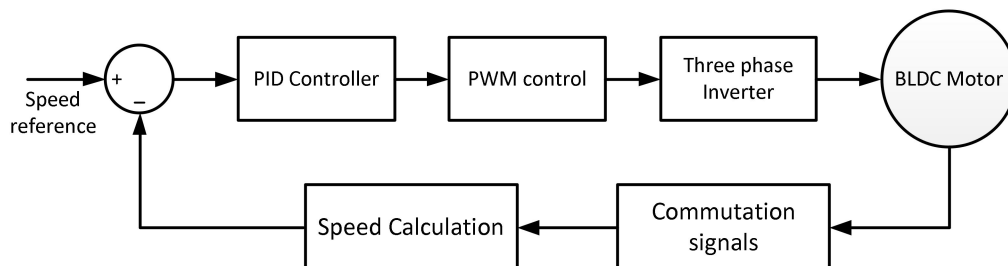 +
−
Speed
reference
PID Controller
PWM control
Three phase
Inverter
BLDC Motor
Speed Calculation
Commutation
signals